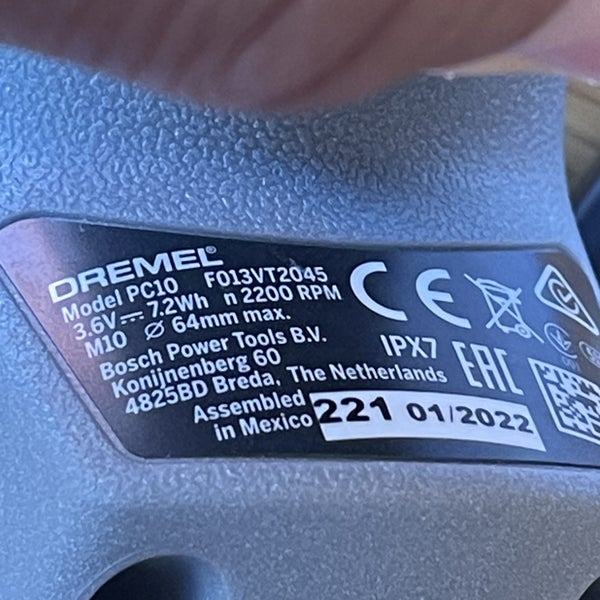 DREMEL®
Model PC10 F013VT2045
3.6V⎓ 7.2Wh n 2200 RPM
M10 Ø 64mm max.
Bosch Power Tools B.V.
Konijnenberg 60
4825BD Breda, The Netherlands
Assembled
in Mexico
221 01/2022
CE
IPX7
EAC